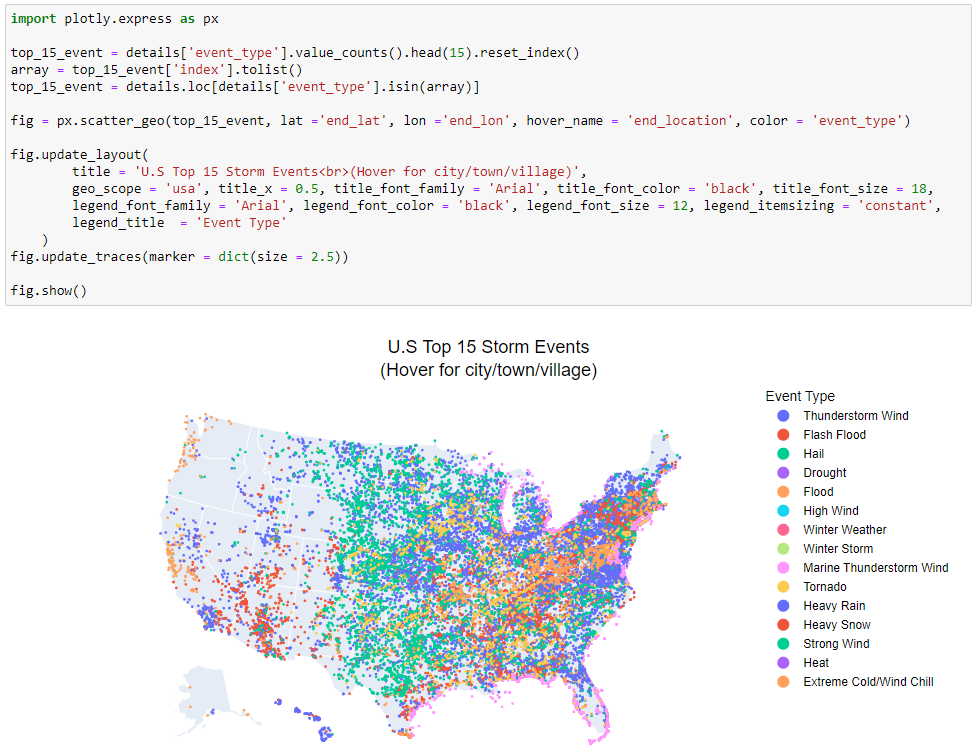 import plotly.express as px
top_15_event = details['event_type'].value_counts().head(15).reset_index()
array = top_15_event['index'].tolist()
top_15_event = details.loc[details['event_type'].isin(array)]
fig = px.scatter_geo(top_15_event, lat ='end_lat', lon ='end_lon', hover_name = 'end_location', color = 'event_type')
fig.update_layout(
title = 'U.S Top 15 Storm Events<br>(Hover for city/town/village)',
geo_scope = 'usa', title_x = 0.5, title_font_family = 'Arial', title_font_color = 'black', title_font_size = 18,
legend_font_family = 'Arial', legend_font_color = 'black', legend_font_size = 12, legend_itemsizing = 'constant',
legend_title  = 'Event Type'
)
fig.update_traces(marker = dict(size = 2.5))
fig.show()
U.S Top 15 Storm Events
(Hover for city/town/village)
Event Type
Thunderstorm Wind
Flash Flood
Hail
Drought
Flood
High Wind
Winter Weather
Winter Storm
Marine Thunderstorm Wind
Tornado
Heavy Rain
Heavy Snow
Strong Wind
Heat
Extreme Cold/Wind Chill